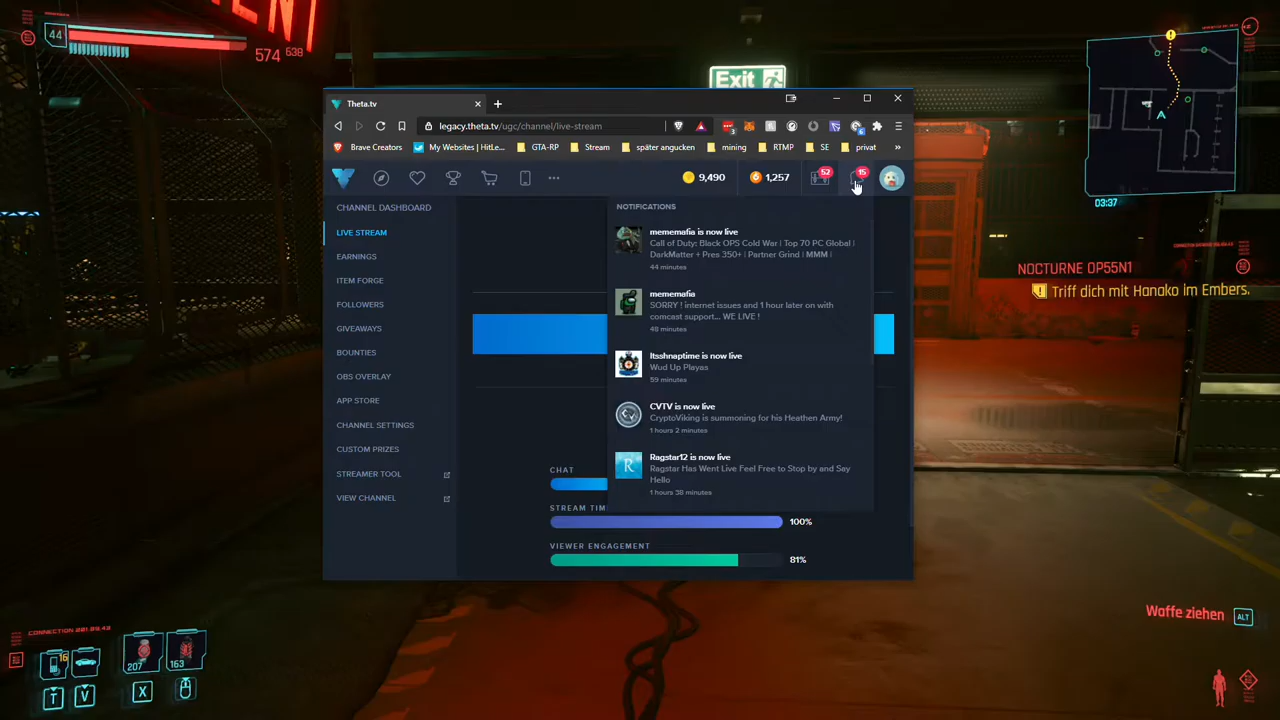 44
574
638
Exit
Theta.tv
legacy.theta.tv/ugc/channel/live-stream
3
6
Brave Creators
My Websites | HitLe...
GTA-RP
Stream
später angucken
mining
RTMP
SE
privat
»
9,490
1,257
52
15
CHANNEL DASHBOARD
LIVE STREAM
EARNINGS
ITEM FORGE
FOLLOWERS
GIVEAWAYS
BOUNTIES
OBS OVERLAY
APP STORE
CHANNEL SETTINGS
CUSTOM PRIZES
STREAMER TOOL
VIEW CHANNEL
NOTIFICATIONS
mememafia is now live
Call of Duty: Black OPS Cold War | Top 70 PC Global |
DarkMatter + Pres 350+ | Partner Grind | MMM |
44 minutes
mememafia
SORRY ! internet issues and 1 hour later on with
comcast support... WE LIVE !
48 minutes
Itsshnaptime is now live
Wud Up Playas
59 minutes
CVTV is now live
CryptoViking is summoning for his Heathen Army!
1 hours 2 minutes
Ragstar12 is now live
Ragstar Has Went Live Feel Free to Stop by and Say
Hello
1 hours 38 minutes
CHAT
STREAM TIM
100%
VIEWER ENGAGEMENT
81%
03:37
NOCTURNE OP55N1
Triff dich mit Hanako im Embers.
Waffe ziehen
ALT
16
207
163
T
V
X